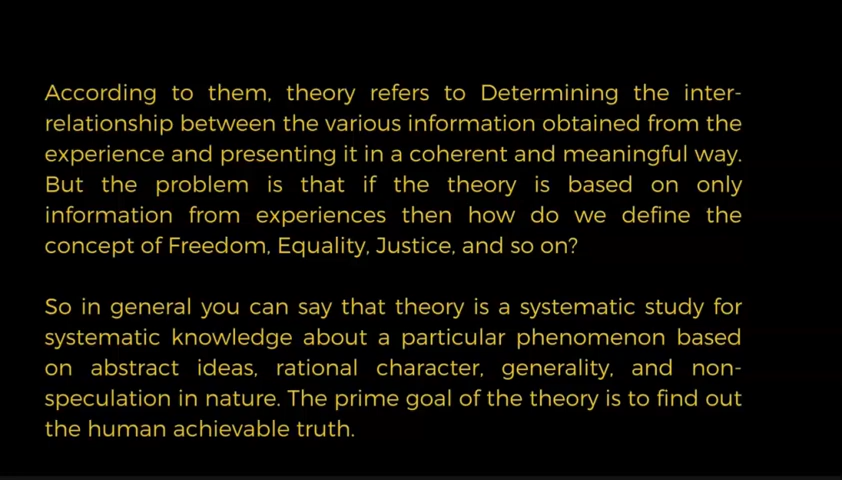 According to them, theory refers to Determining the inter-
relationship between the various information obtained from the
experience and presenting it in a coherent and meaningful way.
But the problem is that if the theory is based on only
information from experiences then how do we define the
concept of Freedom, Equality, Justice, and so on?
So in general you can say that theory is a systematic study for
systematic knowledge about a particular phenomenon based
on abstract ideas, rational character, generality, and non-
speculation in nature. The prime goal of the theory is to find out
the human achievable truth.